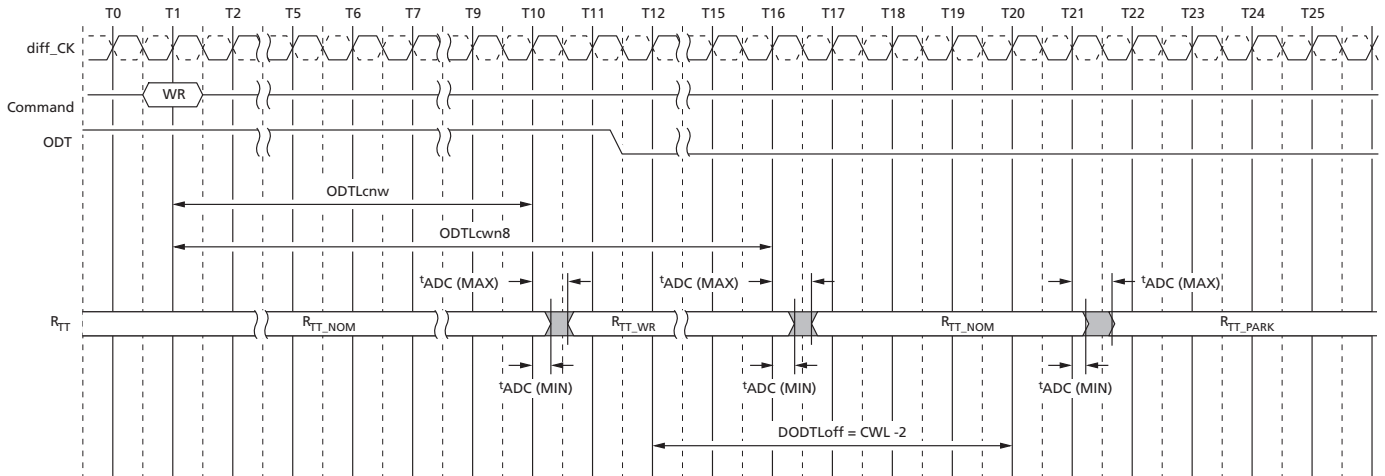 T0 T1 T2 T5 T6 T7 T9 T10 T11 T12 T15 T16 T17 T18 T19 T20 T21 T22 T23 T24 T25
diff_CK
WR
Command
ODT
ODTLcnw
ODTLcwn8
tADC (MAX) tADC (MAX) tADC (MAX)
RTT RTT_NOM RTT_WR RTT_NOM RTT_PARK
tADC (MIN) tADC (MIN) tADC (MIN)
DODTLoff = CWL -2